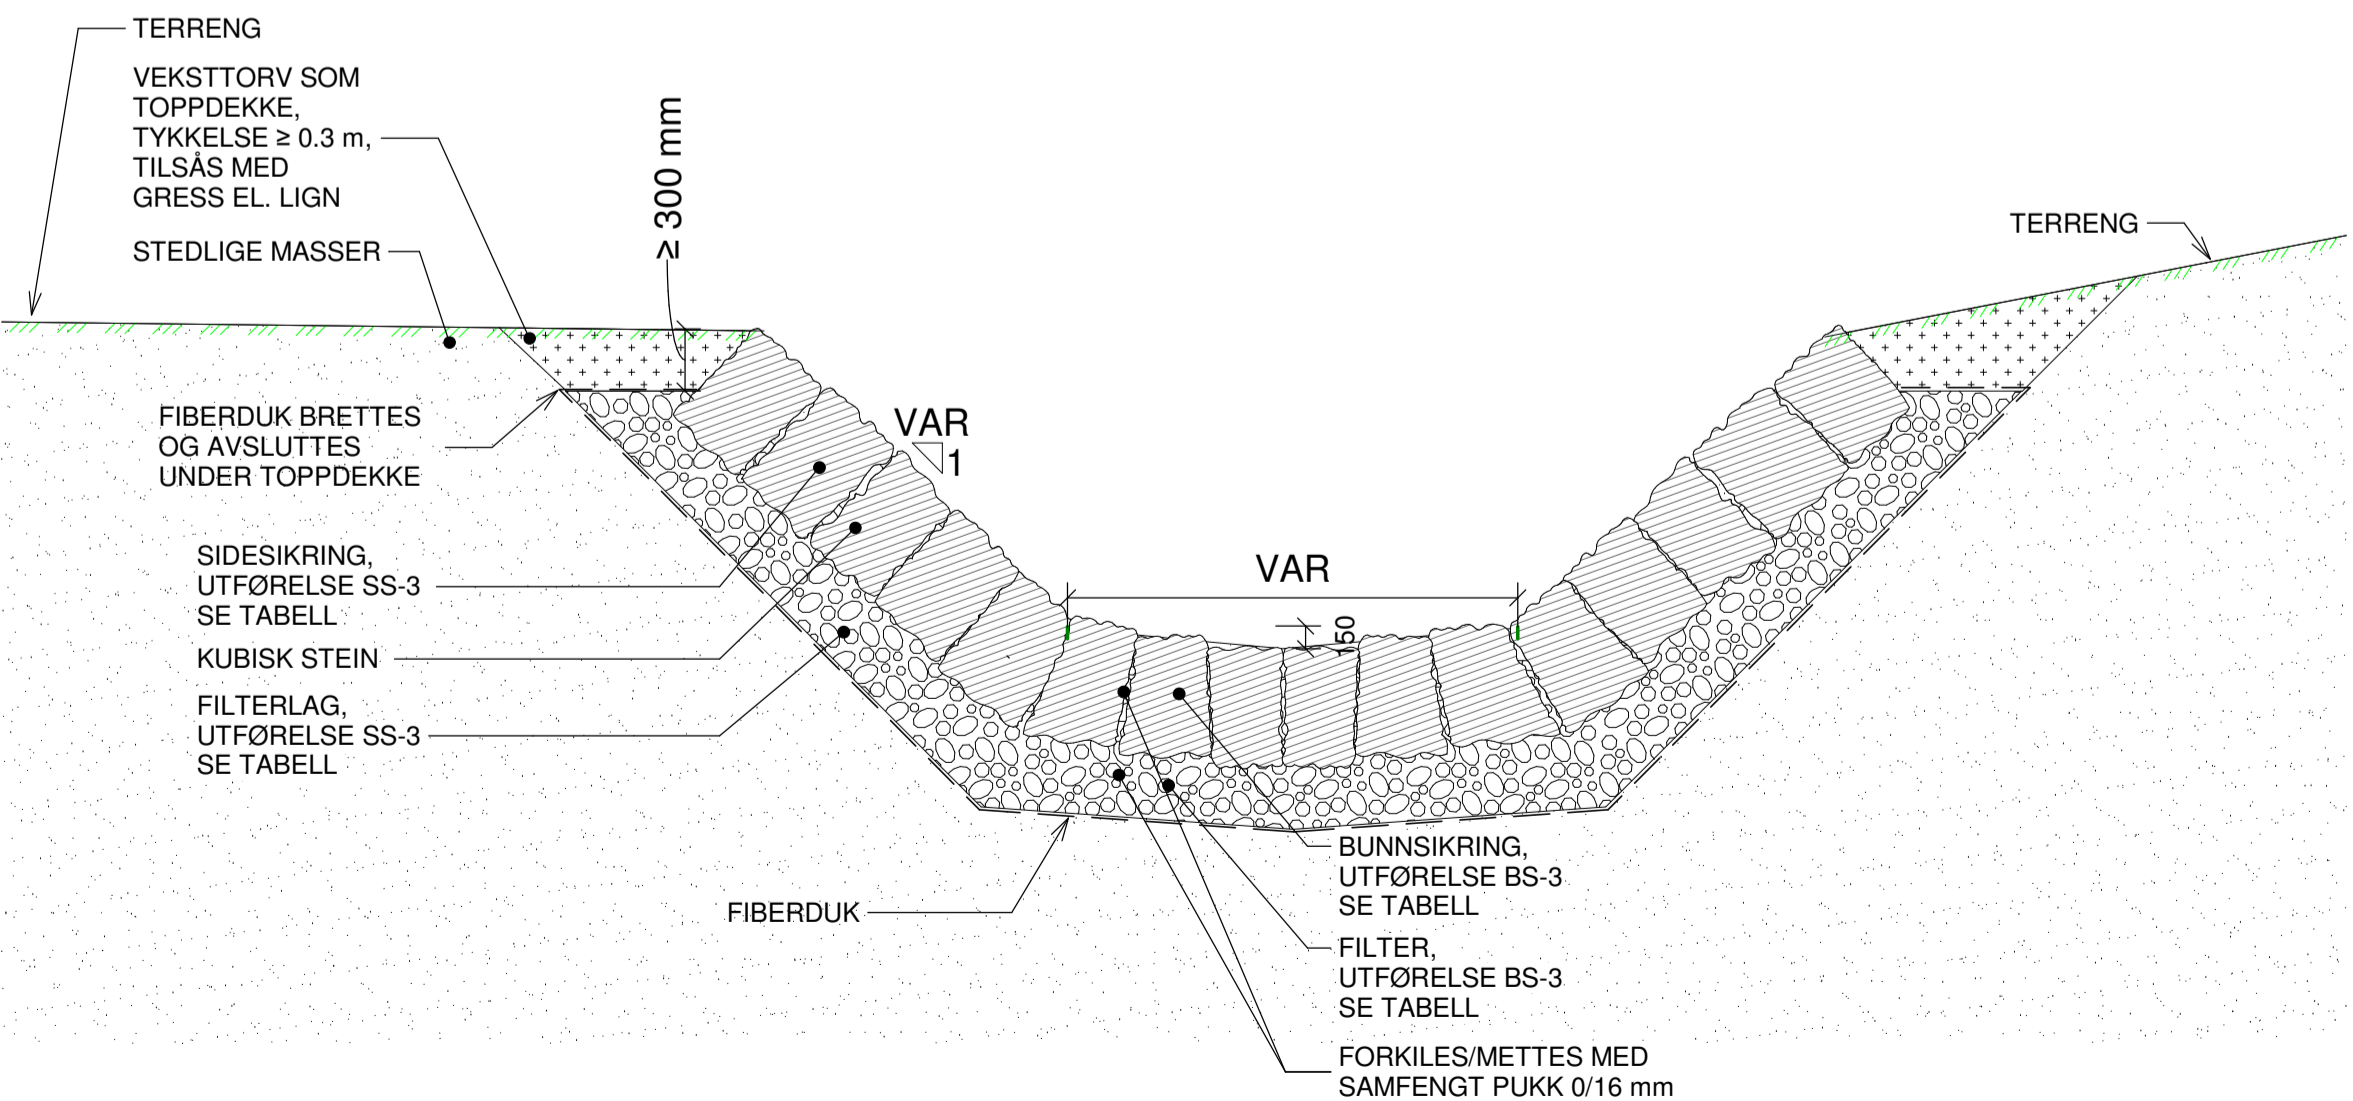 TERRENG
VEKSTTORV SOM
TOPPDEKKE,
TYKKELSE ≥ 0.3 m,
TILSÅS MED
GRESS EL. LIGN
STEDLIGE MASSER
≥ 300 mm
TERRENG
FIBERDUK BRETTES
OG AVSLUTTES
UNDER TOPPDEKKE
VAR
1
SIDESIKRING,
UTFØRELSE SS-3
SE TABELL
KUBISK STEIN
FILTERLAG,
UTFØRELSE SS-3
SE TABELL
VAR
150
FIBERDUK
BUNNSIKRING,
UTFØRELSE BS-3
SE TABELL
FILTER,
UTFØRELSE BS-3
SE TABELL
FORKILES/METTES MED
SAMFENGT PUKK 0/16 mm